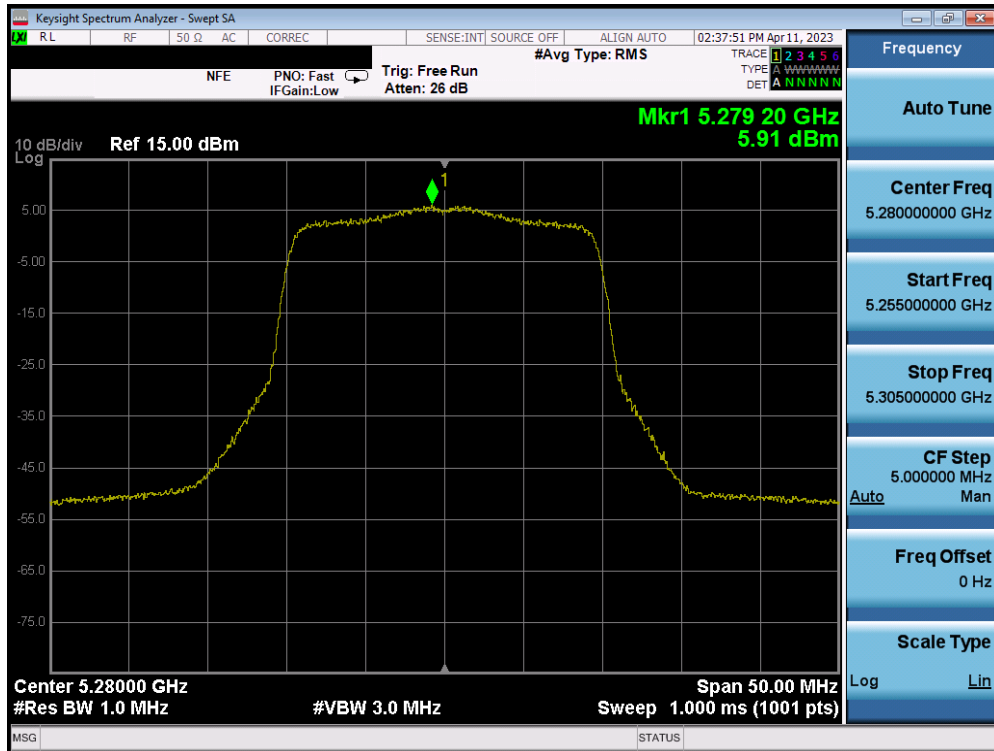 Keysight Spectrum Analyzer - Swept SA
LXI RL RF 50 Ω AC CORREC SENSE:INT SOURCE OFF ALIGN AUTO 02:37:51 PM Apr 11, 2023
#Avg Type: RMS
TRACE 1 2 3 4 5 6
TYPE A WWWWW
DET A N N N N N
NFE
PNO: Fast
IFGain:Low
Trig: Free Run
Atten: 26 dB
Mkr1 5.279 20 GHz
5.91 dBm
10 dB/div
Log
Ref 15.00 dBm
1
5.00
-5.00
-15.0
-25.0
-35.0
-45.0
-55.0
-65.0
-75.0
Center 5.28000 GHz
Span 50.00 MHz
#Res BW 1.0 MHz
#VBW 3.0 MHz
Sweep 1.000 ms (1001 pts)
MSG
STATUS
Frequency
Auto Tune
Center Freq
5.280000000 GHz
Start Freq
5.255000000 GHz
Stop Freq
5.305000000 GHz
CF Step
5.000000 MHz
Auto Man
Freq Offset
0 Hz
Scale Type
Log Lin